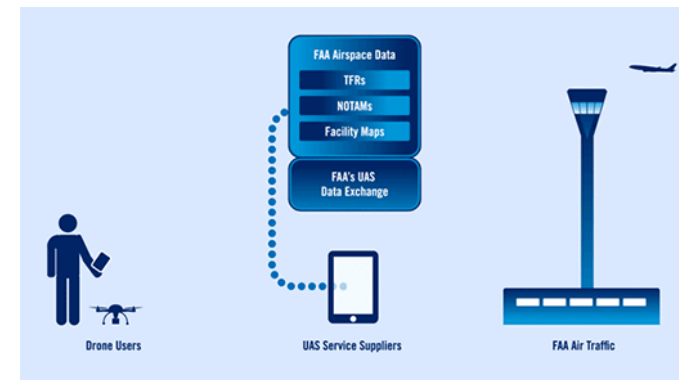 FAA Airspace Data
TFRs
NOTAMs
Facility Maps
FAA's UAS
Data Exchange
Drone Users
UAS Service Suppliers
FAA Air Traffic